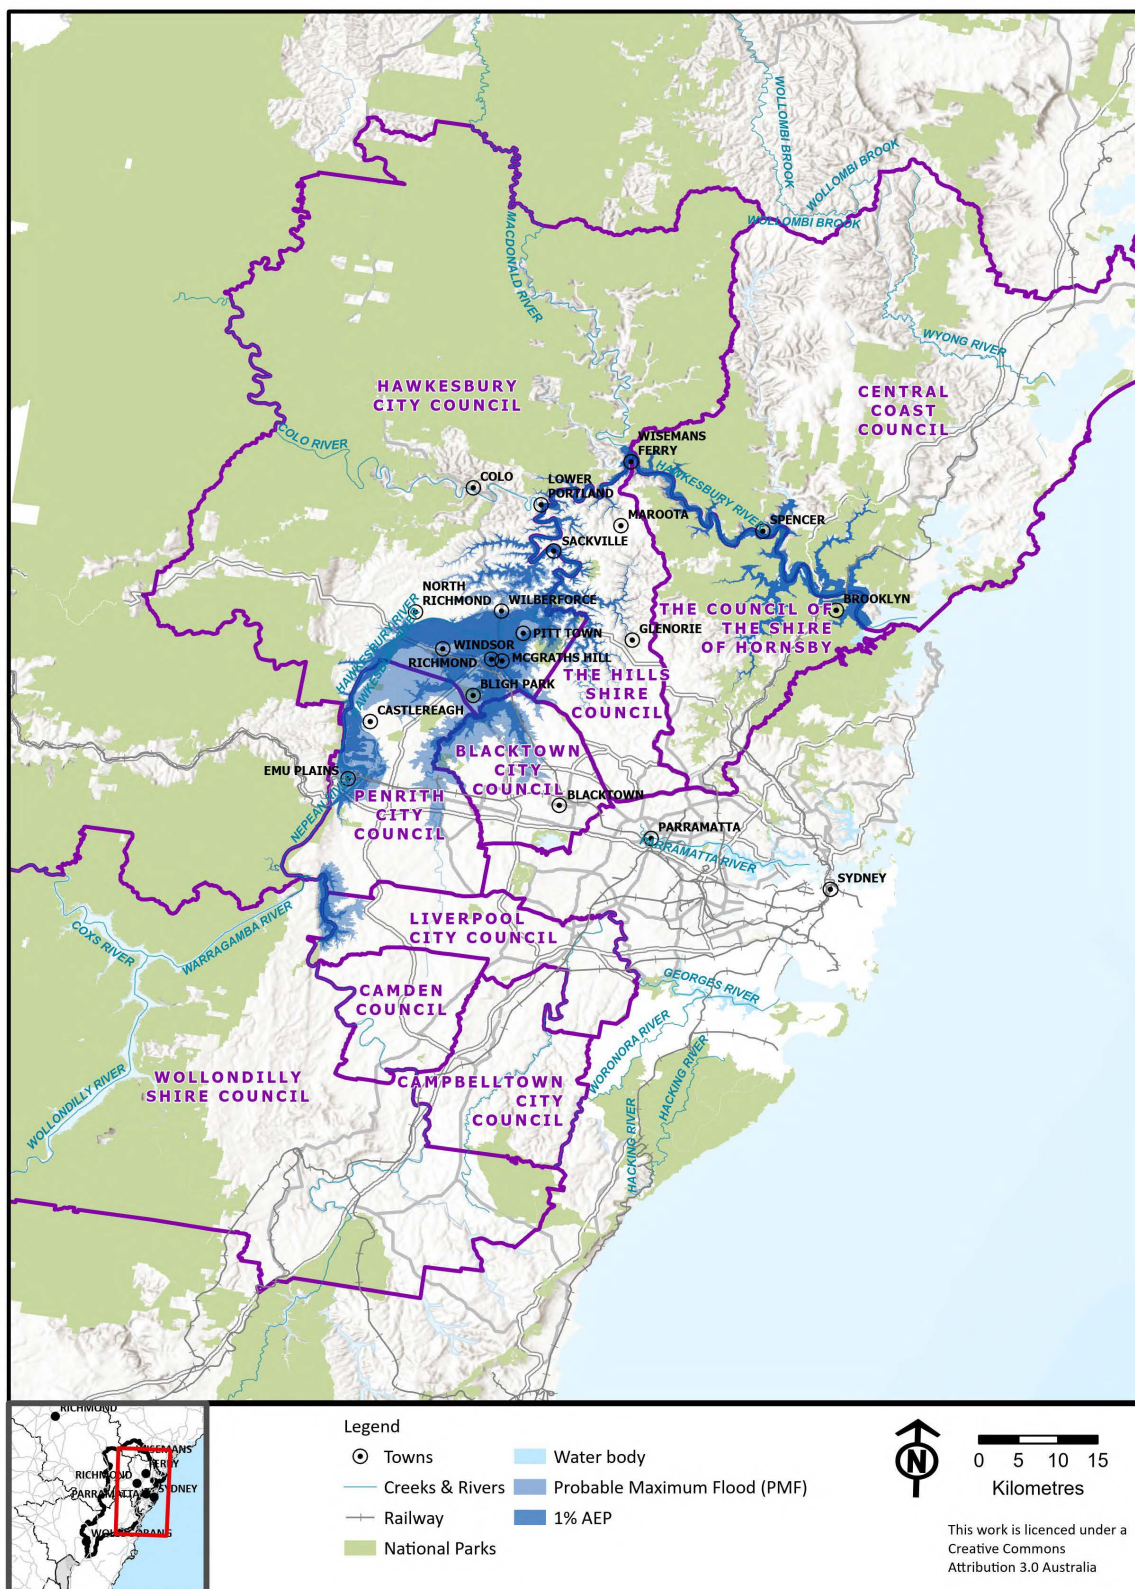 WOLLOMBI BROOK
WOLLOMBI BROOK
WOLLOMBI BROOK
MACDONALD RIVER
WYONG RIVER
HAWKESBURY
CITY COUNCIL
CENTRAL
COAST
COUNCIL
COLO RIVER
WISEMANS
FERRY
HAWKESBURY RIVER
COLO
LOWER
PORTLAND
MAROOTA
SPENCER
SACKVILLE
NORTH
RICHMOND
WILBERFORCE
BROOKLYN
THE COUNCIL OF
THE SHIRE
OF HORNSBY
PITT TOWN
GLENORIE
HAWKESBURY RIVER
WINDSOR
RICHMOND
MCGRATHS HILL
THE HILLS
SHIRE
COUNCIL
BLIGH PARK
CASTLEREAGH
BLACKTOWN
CITY
COUNCIL
EMU PLAINS
BLACKTOWN
NEPEAN
PENRITH
CITY
COUNCIL
PARRAMATTA
PARRAMATTA RIVER
SYDNEY
COXS RIVER
WARRAGAMBA RIVER
LIVERPOOL
CITY COUNCIL
GEORGES RIVER
CAMDEN
COUNCIL
WORONORA RIVER
HACKING RIVER
HACKING RIVER
WOLLONDILLY RIVER
WOLLONDILLY
SHIRE COUNCIL
CAMPBELLTOWN
CITY
COUNCIL
RICHMOND
WISEMANS
FERRY
RICHMOND
PARRAMATTA
SYDNEY
Legend
Towns
Creeks & Rivers
Railway
National Parks
Water body
Probable Maximum Flood (PMF)
1% AEP
N
0 5 10 15
Kilometres
This work is licenced under a
Creative Commons
Attribution 3.0 Australia